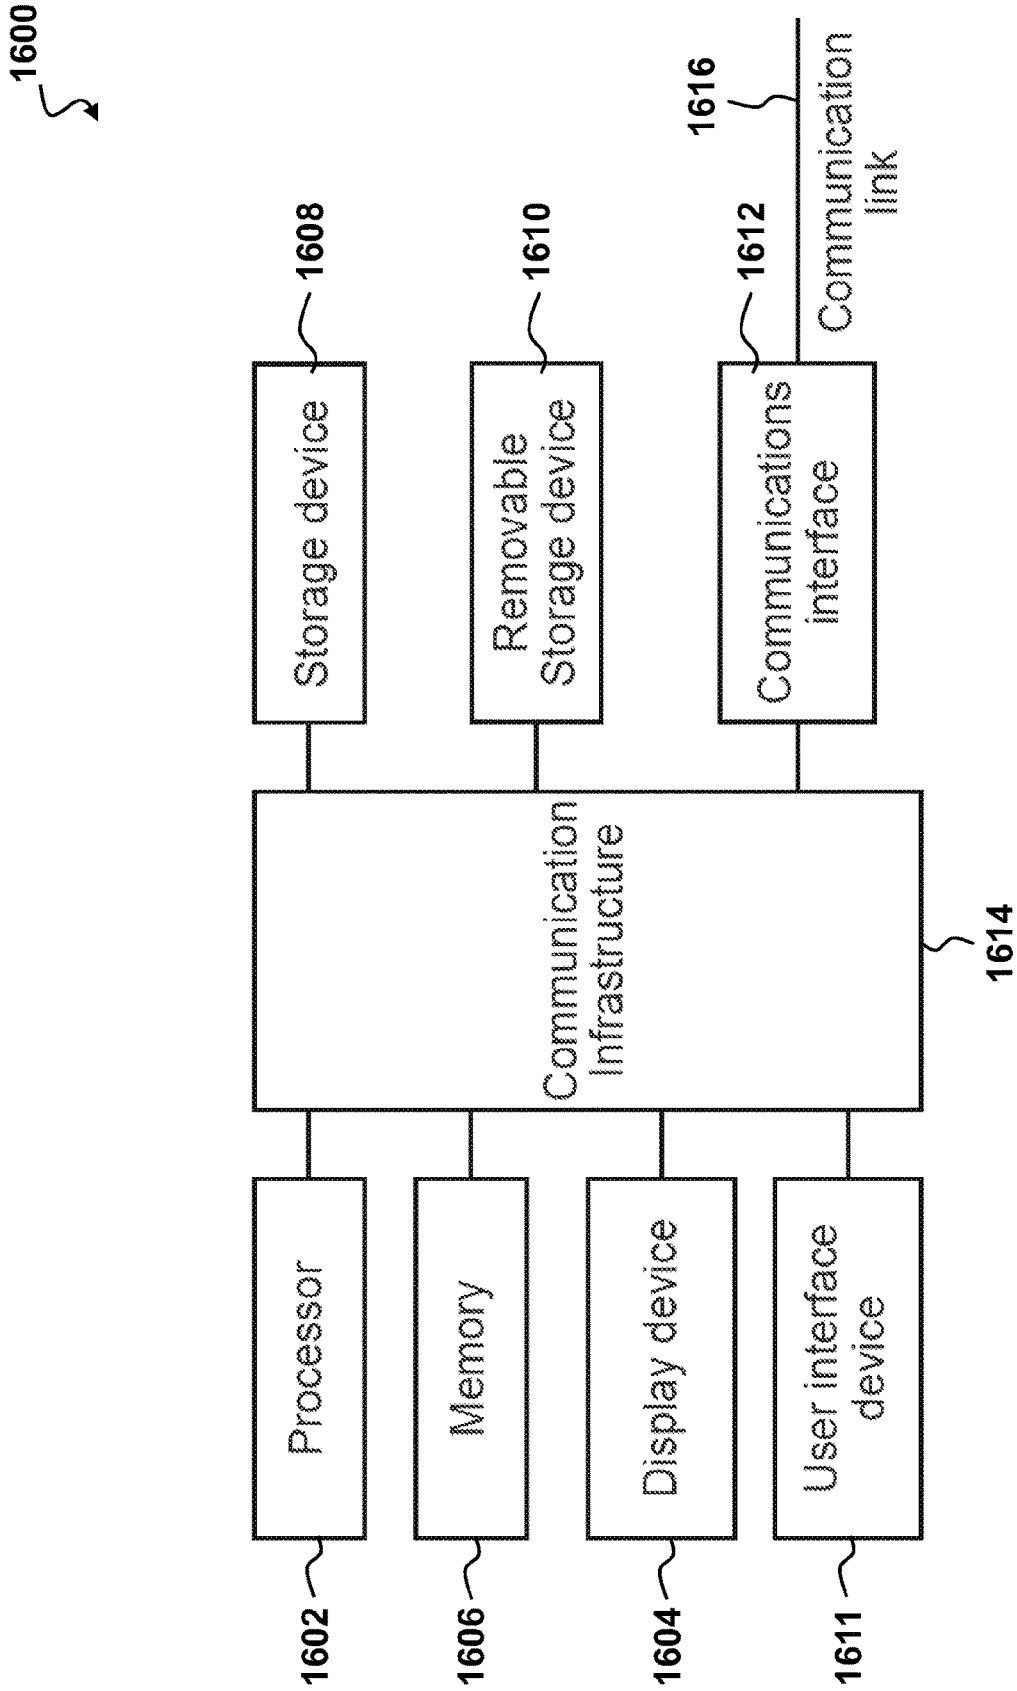 1600
1602
Processor
1606
Memory
1604
Display device
1611
User interface
device
Communication
Infrastructure
1614
Storage device
1608
Removable
Storage device
1610
Communications
interface
1612
1616
Communication
link